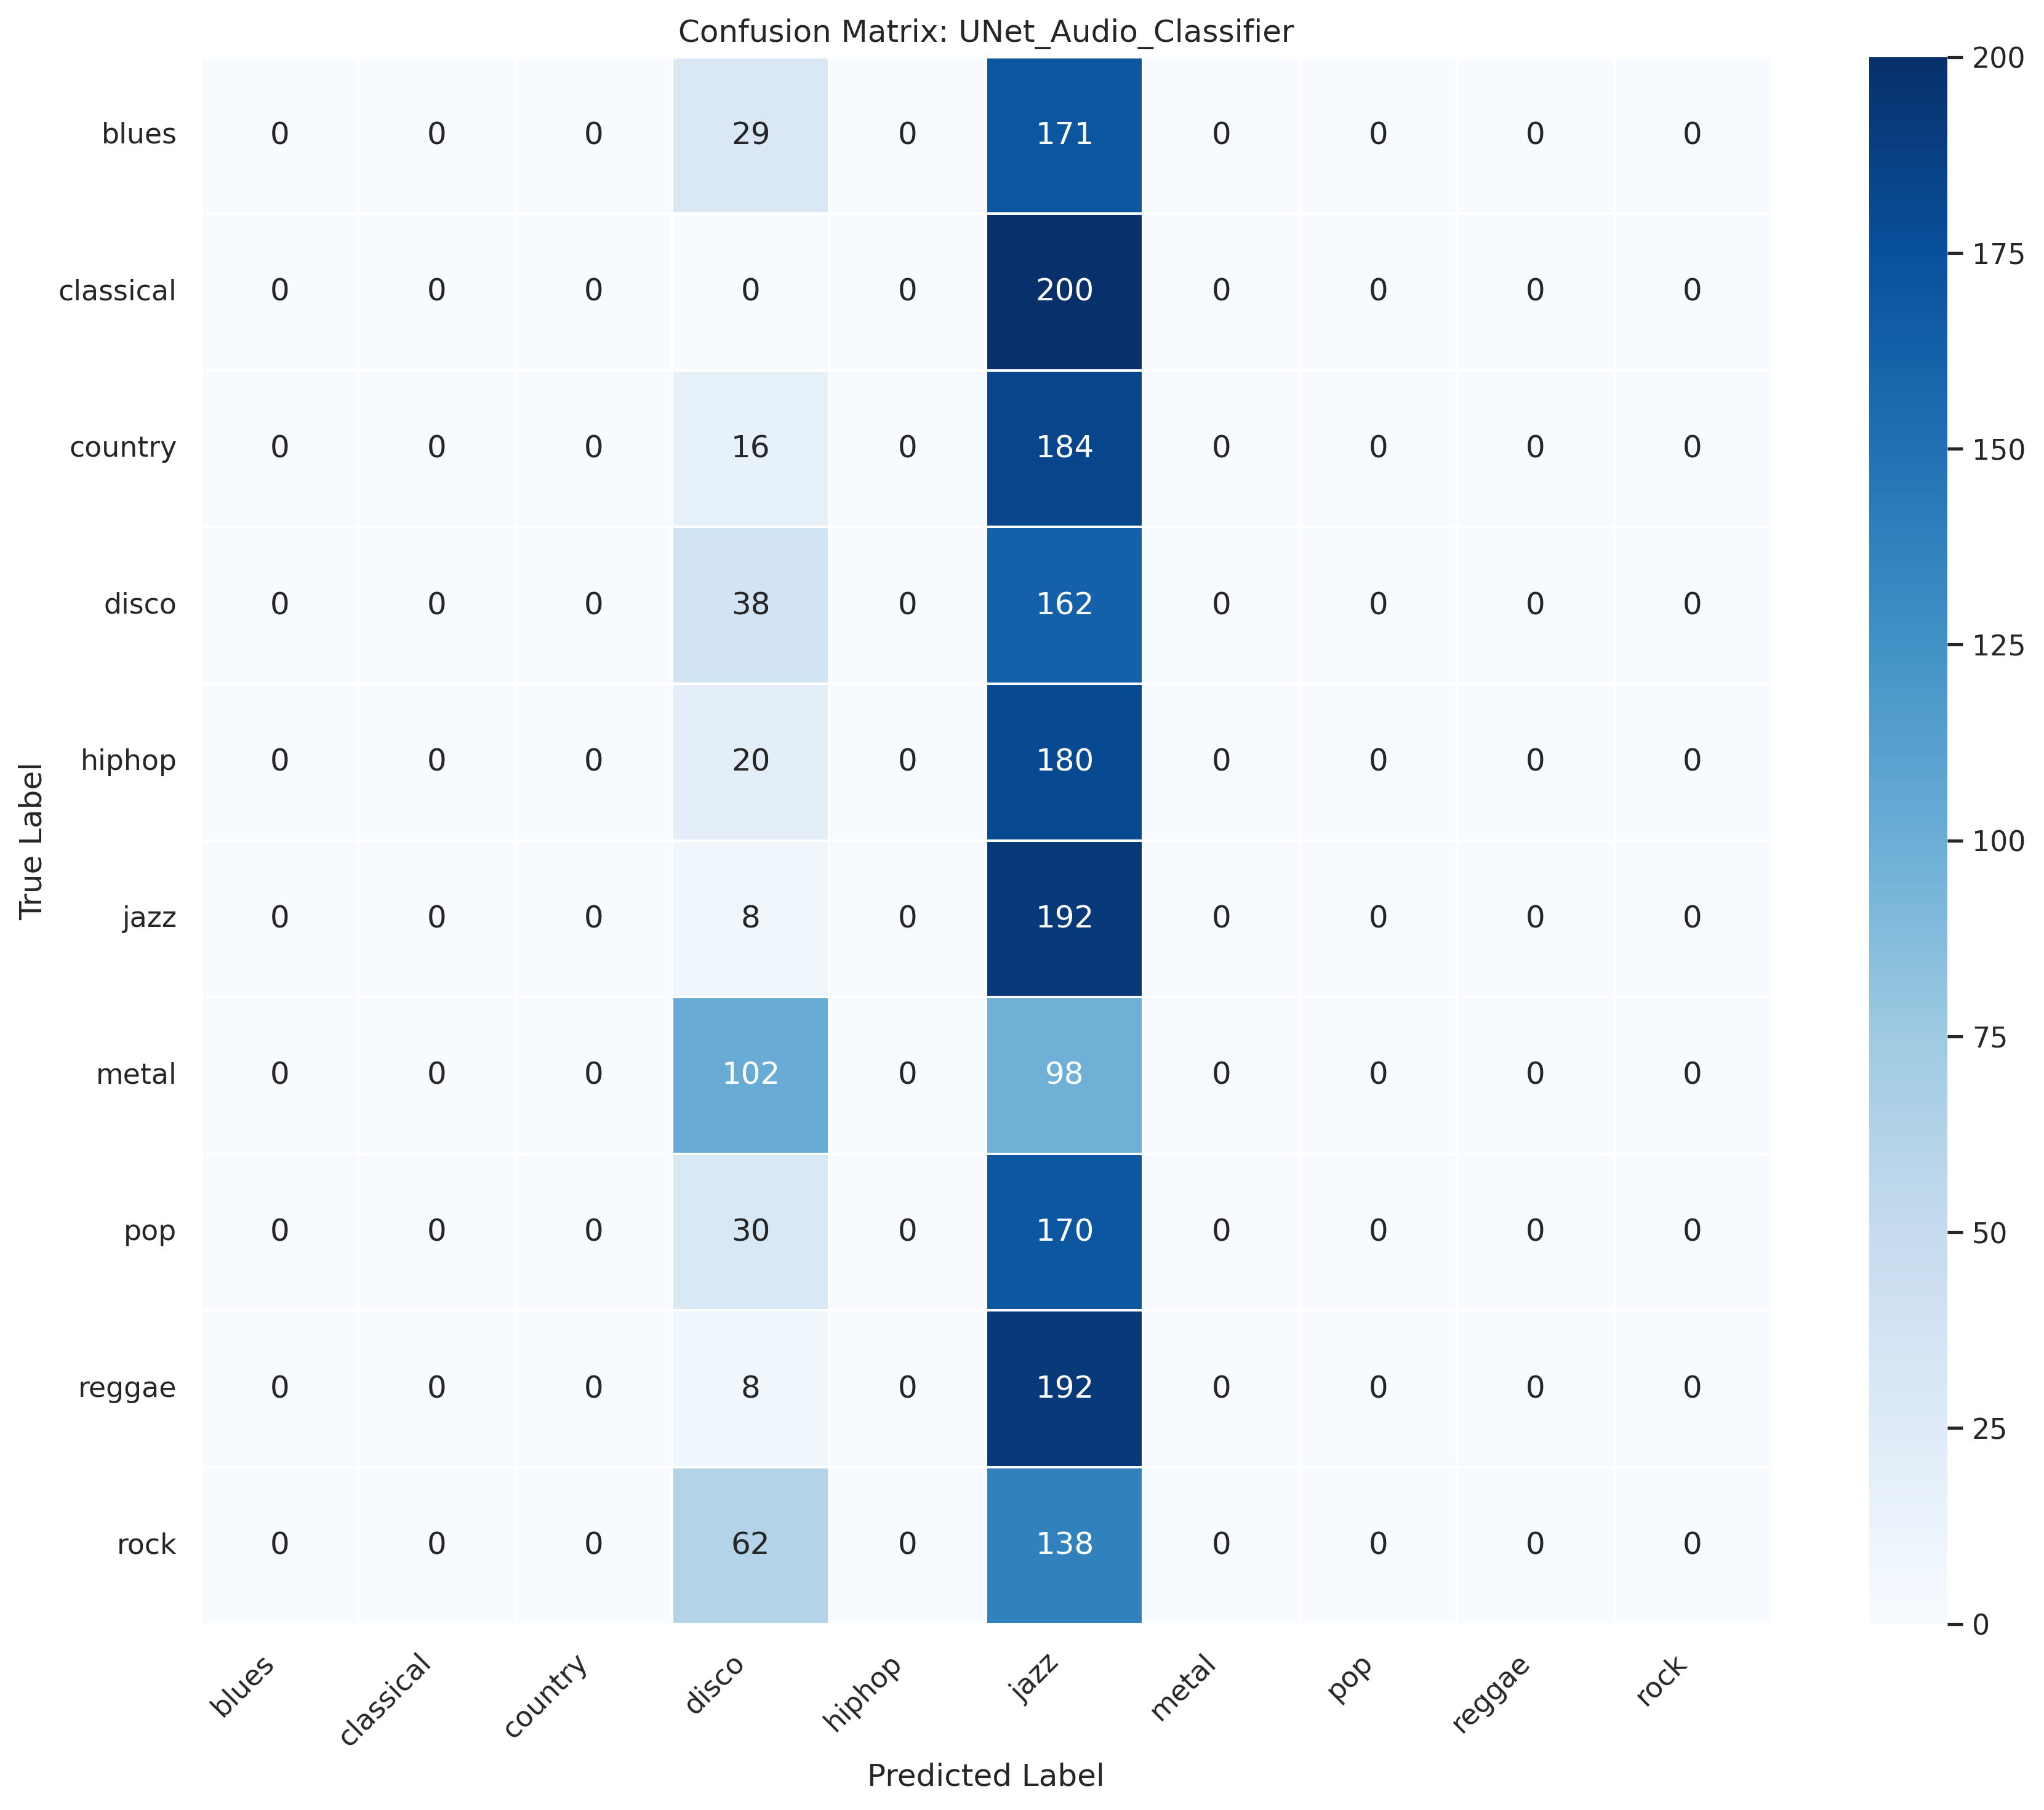 Confusion Matrix: UNet_Audio_Classifier
True Label
blues 0 0 0 29 0 171 0 0 0 0
classical 0 0 0 0 0 200 0 0 0 0
country 0 0 0 16 0 184 0 0 0 0
disco 0 0 0 38 0 162 0 0 0 0
hiphop 0 0 0 20 0 180 0 0 0 0
jazz 0 0 0 8 0 192 0 0 0 0
metal 0 0 0 102 0 98 0 0 0 0
pop 0 0 0 30 0 170 0 0 0 0
reggae 0 0 0 8 0 192 0 0 0 0
rock 0 0 0 62 0 138 0 0 0 0
blues classical country disco hiphop jazz metal pop reggae rock
Predicted Label
200
175
150
125
100
75
50
25
0